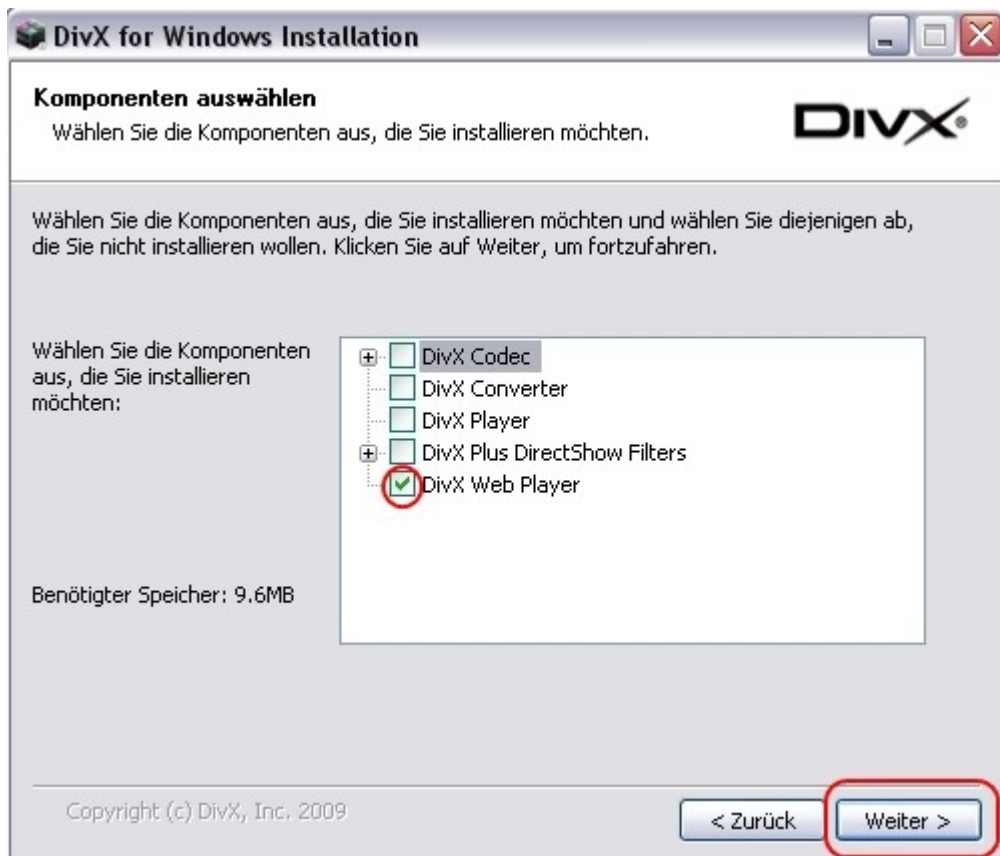 DivX for Windows Installation
Komponenten auswählen
Wählen Sie die Komponenten aus, die Sie installieren möchten.
DIVX®
Wählen Sie die Komponenten aus, die Sie installieren möchten und wählen Sie diejenigen ab,
die Sie nicht installieren wollen. Klicken Sie auf Weiter, um fortzufahren.
Wählen Sie die Komponenten
aus, die Sie installieren
möchten:
DivX Codec
DivX Converter
DivX Player
DivX Plus DirectShow Filters
DivX Web Player
Benötigter Speicher: 9.6MB
Copyright (c) DivX, Inc. 2009
< Zurück
Weiter >